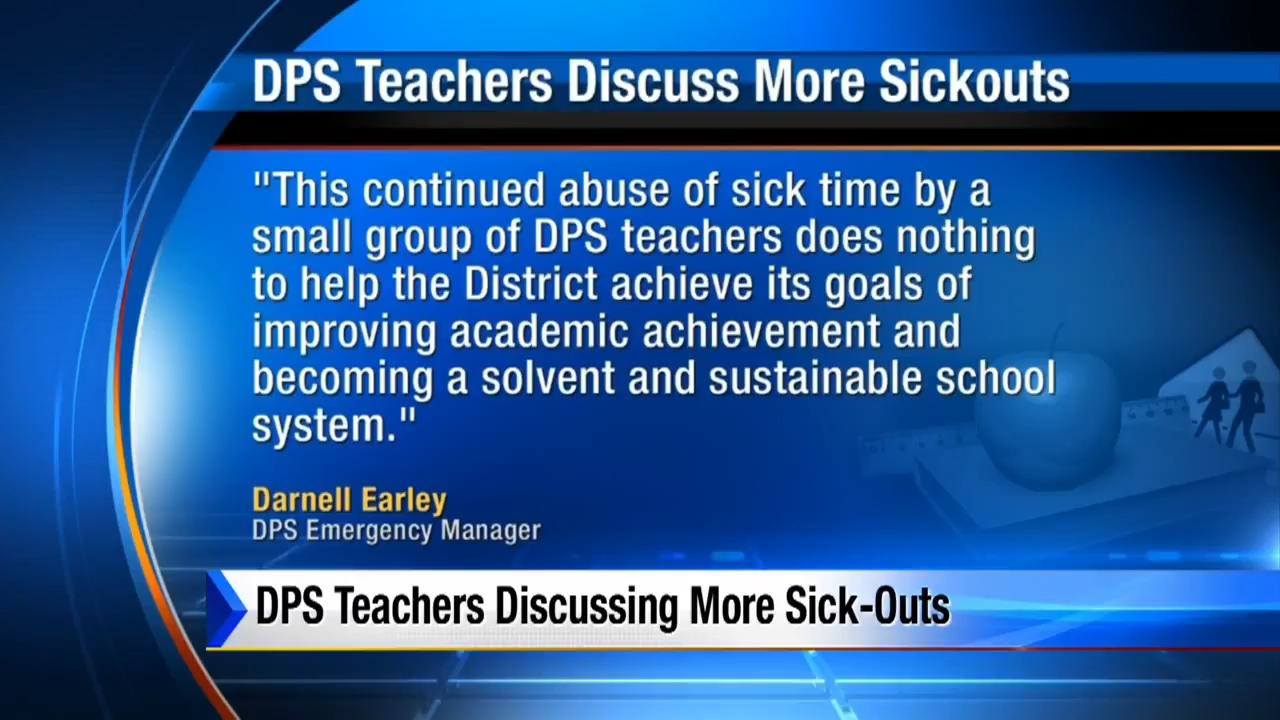 DPS Teachers Discuss More Sickouts
"This continued abuse of sick time by a
small group of DPS teachers does nothing
to help the District achieve its goals of
improving academic achievement and
becoming a solvent and sustainable school
system."
Darnell Earley
DPS Emergency Manager
DPS Teachers Discussing More Sick-Outs